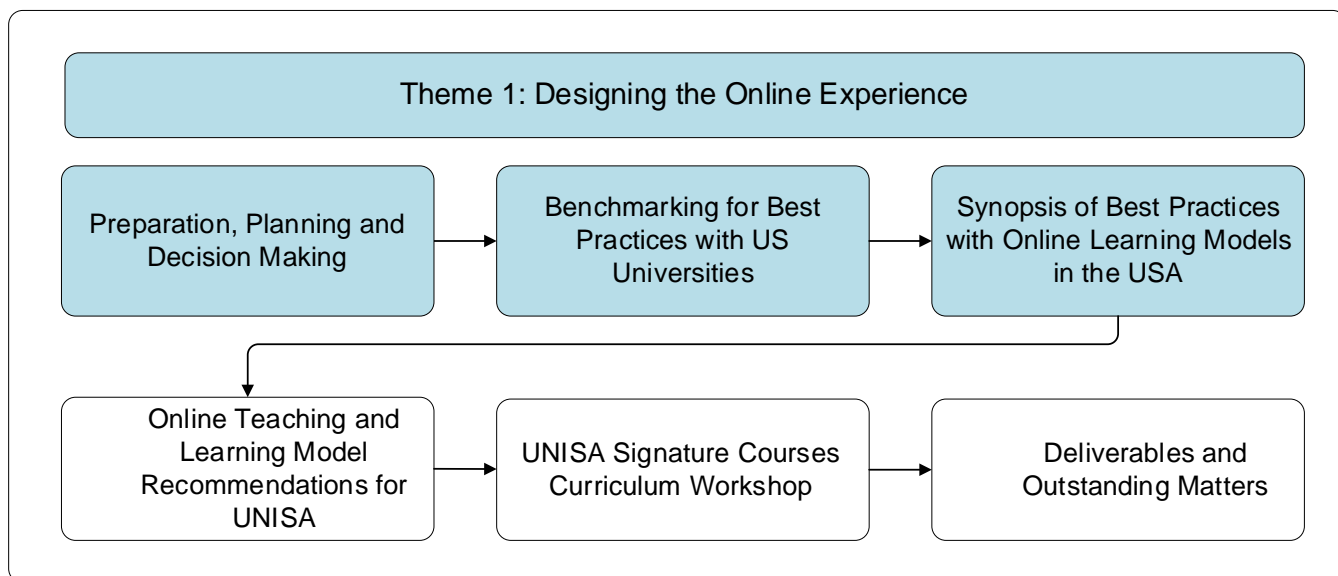 Theme 1: Designing the Online Experience
Preparation, Planning and
Decision Making
Benchmarking for Best
Practices with US
Universities
Synopsis of Best Practices
with Online Learning Models
in the USA
Online Teaching and
Learning Model
Recommendations for
UNISA
UNISA Signature Courses
Curriculum Workshop
Deliverables and
Outstanding Matters